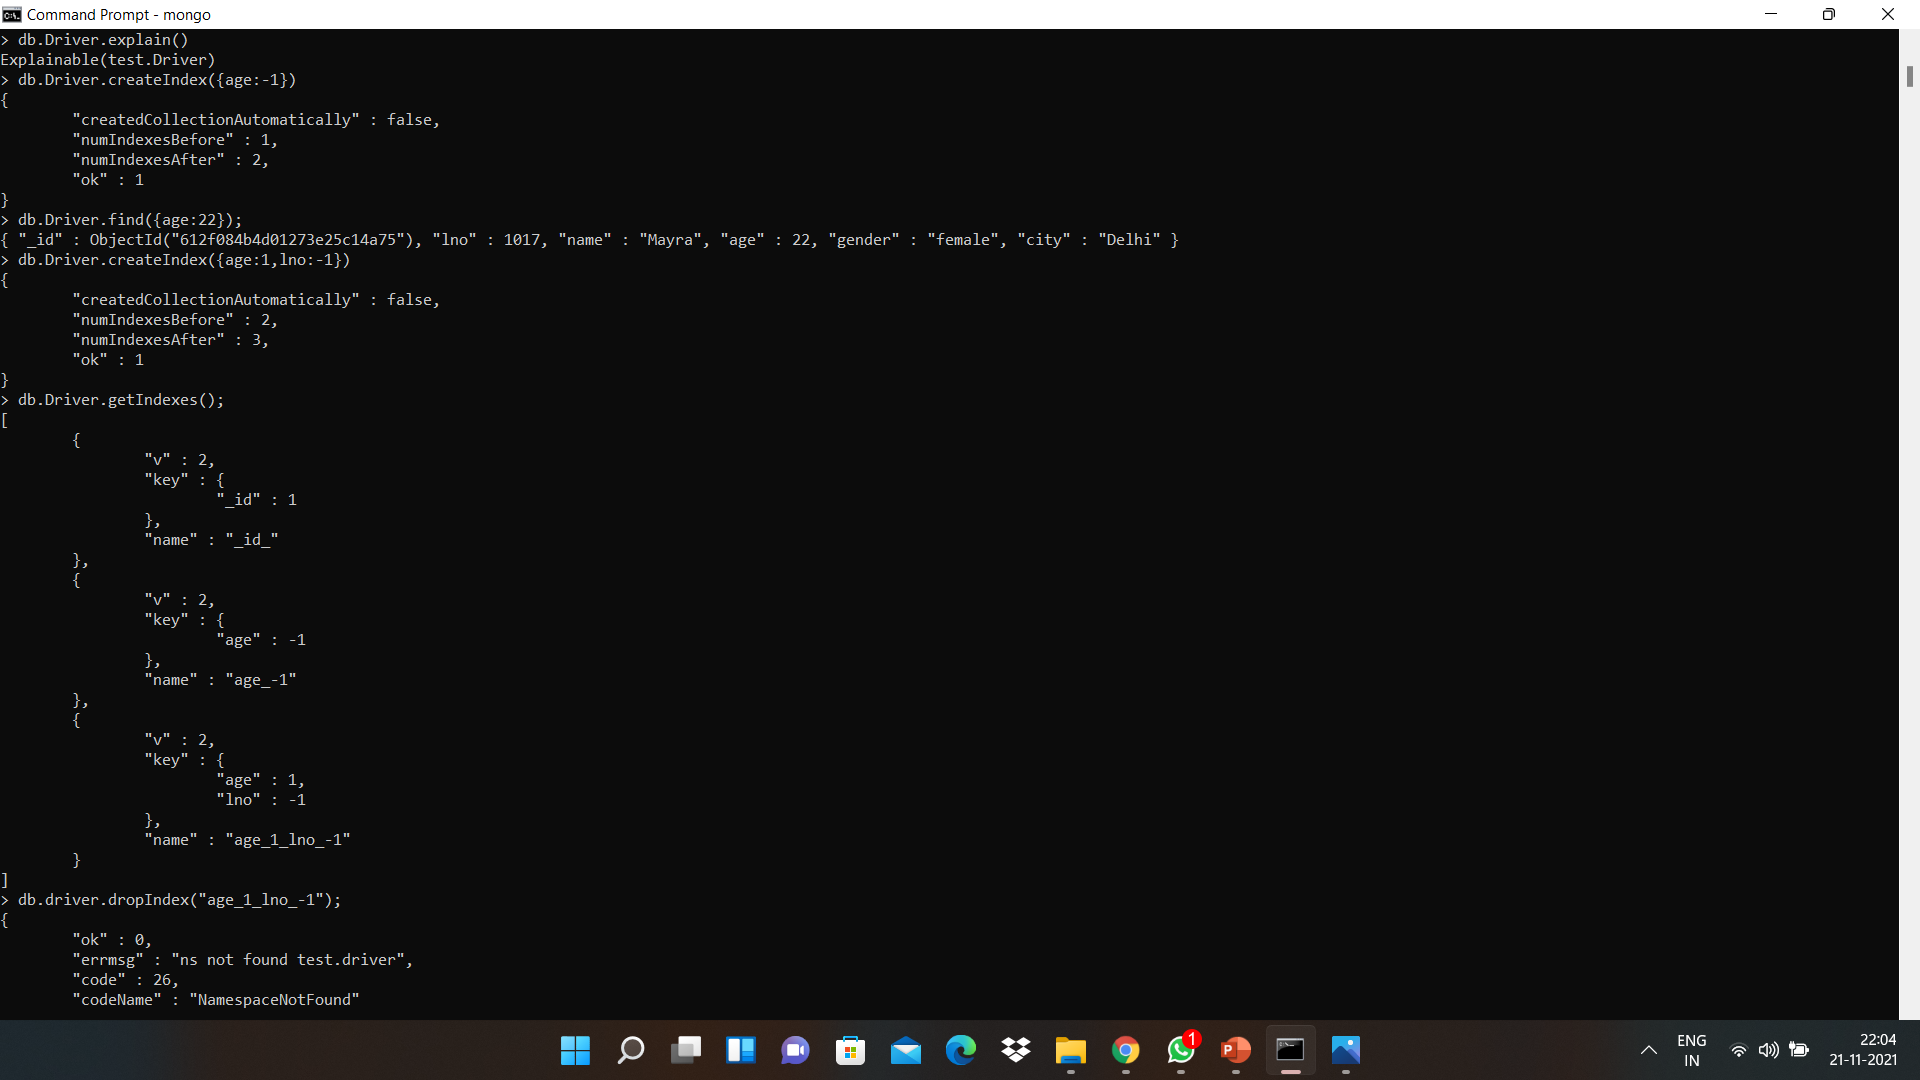 Command Prompt - mongo
> db.Driver.explain()
Explainable(test.Driver)
> db.Driver.createIndex({age:-1})
{
"createdCollectionAutomatically" : false,
"numIndexesBefore" : 1,
"numIndexesAfter" : 2,
"ok" : 1
}
> db.Driver.find({age:22});
{ "_id" : ObjectId("612f084b4d01273e25c14a75"), "lno" : 1017, "name" : "Mayra", "age" : 22, "gender" : "female", "city" : "Delhi" }
> db.Driver.createIndex({age:1,lno:-1})
{
"createdCollectionAutomatically" : false,
"numIndexesBefore" : 2,
"numIndexesAfter" : 3,
"ok" : 1
}
> db.Driver.getIndexes();
[
{
"v" : 2,
"key" : {
"_id" : 1
},
"name" : "_id_"
},
{
"v" : 2,
"key" : {
"age" : -1
},
"name" : "age_-1"
},
{
"v" : 2,
"key" : {
"age" : 1,
"lno" : -1
},
"name" : "age_1_lno_-1"
}
]
> db.driver.dropIndex("age_1_lno_-1");
{
"ok" : 0,
"errmsg" : "ns not found test.driver",
"code" : 26,
"codeName" : "NamespaceNotFound"
1
ENG
IN
22:04
21-11-2021